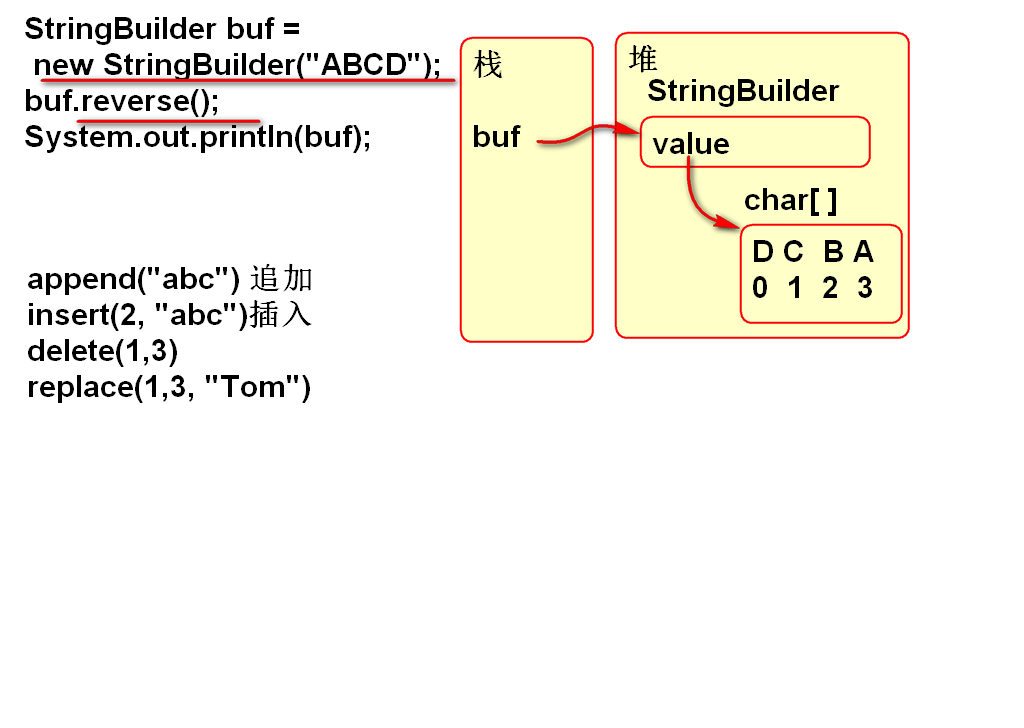 StringBuilder buf =
new StringBuilder("ABCD");
buf.reverse();
System.out.println(buf);
append("abc") 追加
insert(2, "abc")插入
delete(1,3)
replace(1,3, "Tom")
栈
buf
堆
StringBuilder
value
char[ ]
D C B A
0 1 2 3